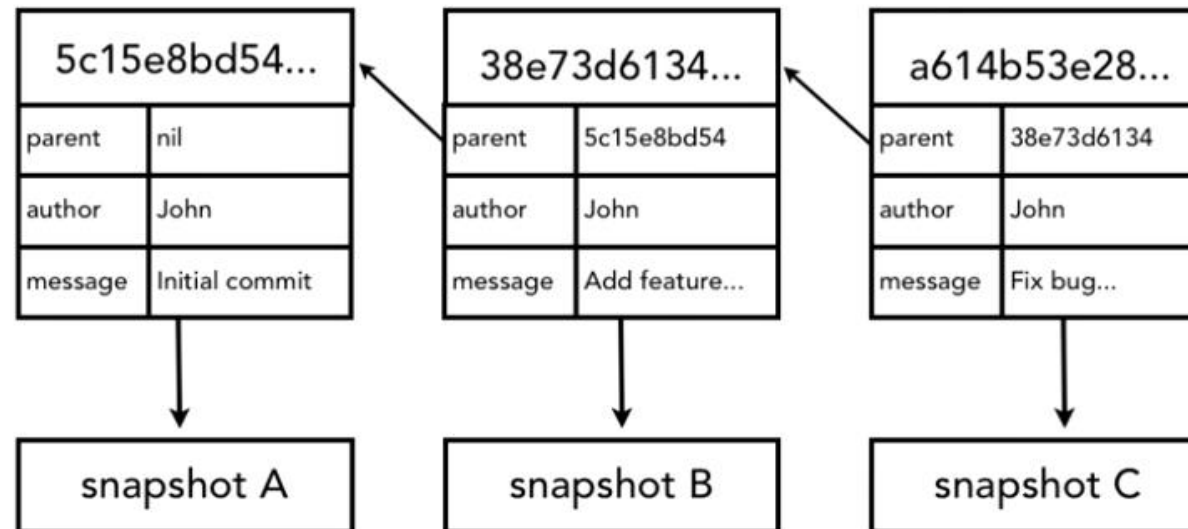 5c15e8bd54...
parent nil
author John
message Initial commit
snapshot A
38e73d6134...
parent 5c15e8bd54
author John
message Add feature...
snapshot B
a614b53e28...
parent 38e73d6134
author John
message Fix bug...
snapshot C